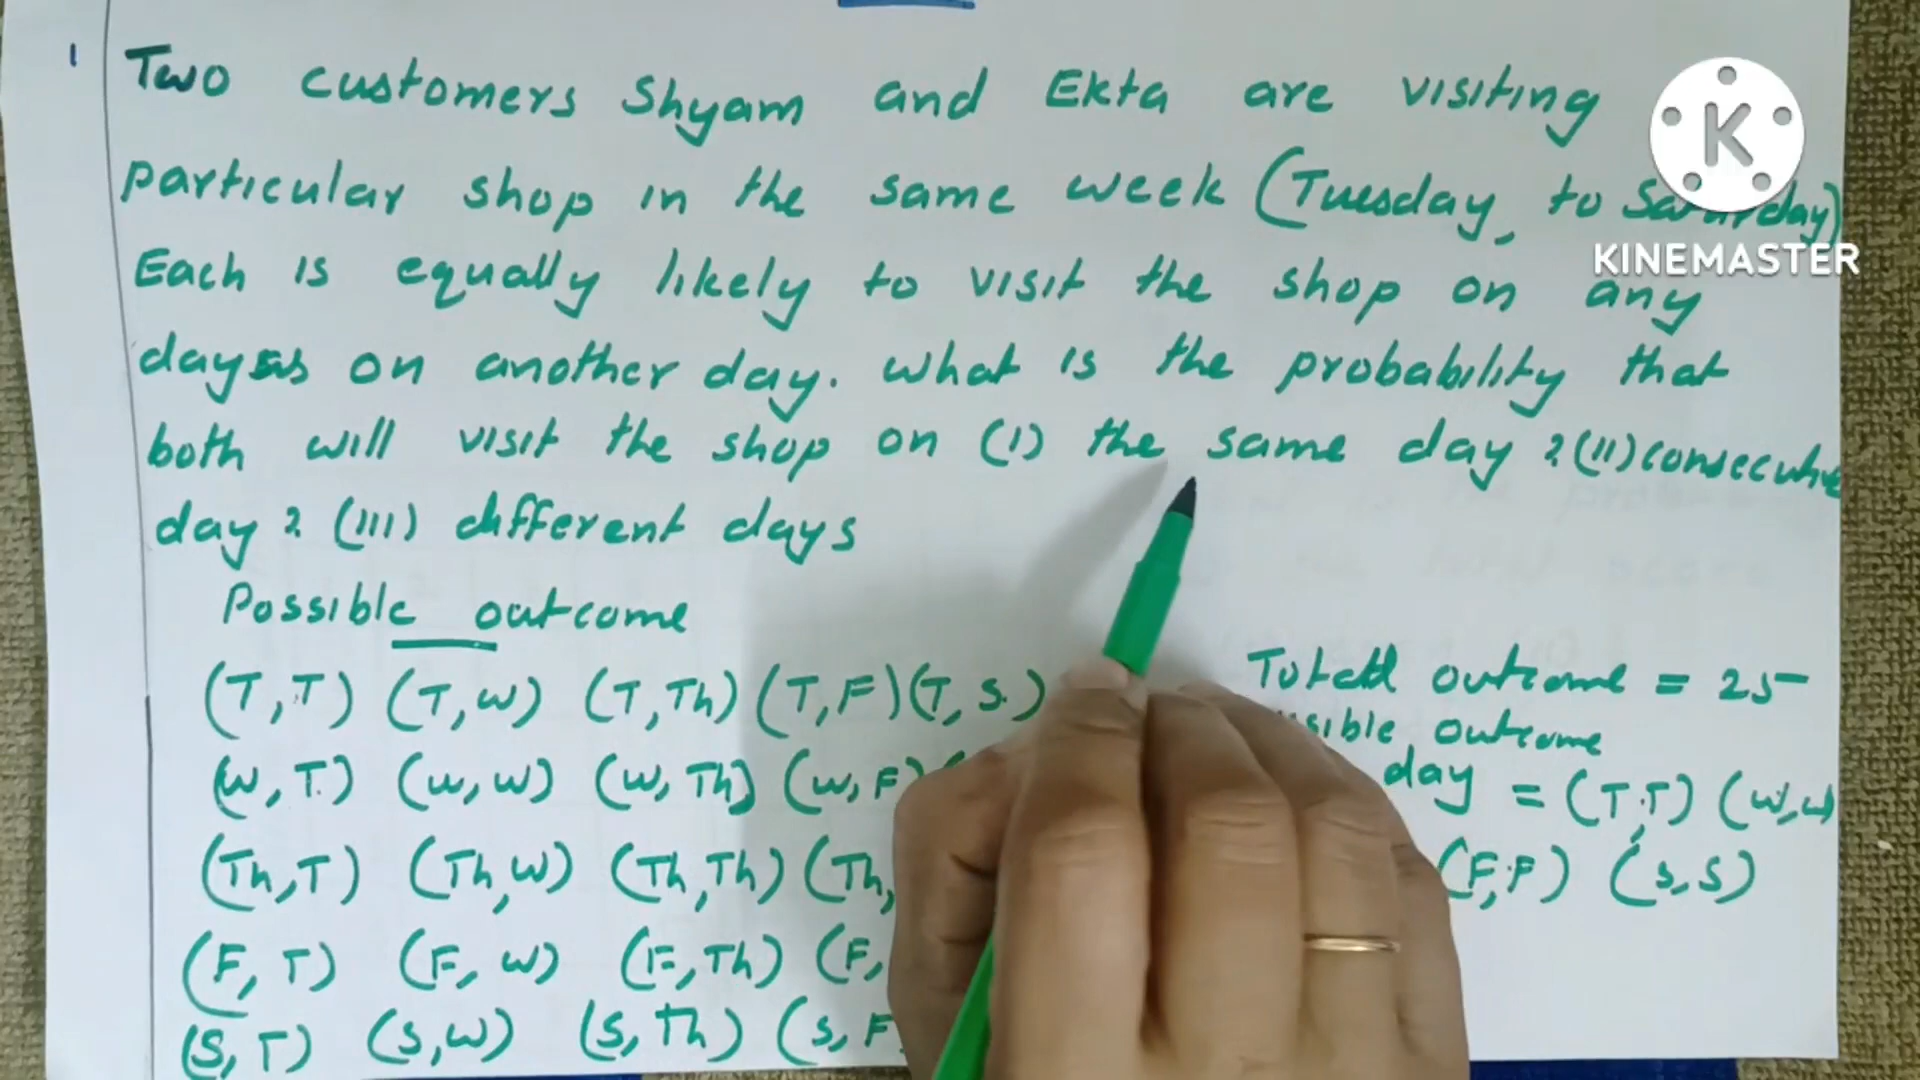 1
Two customers Shyam and Ekta are visiting
particular shop in the same week (Tuesday, to Saturday)
KINEMASTER
Each is equally likely to visit the shop on any
day as on another day. what is the probability that
both will visit the shop on (I) the same day ? (II) consecutive
day ? (III) different days
Possible outcome
(T,T) (T,W) (T,Th) (T,F) (T,S.)
Total outcome = 25
outcome
(W,T) (W,W) (W,Th) (W,F)
day = (T,T) (W,W)
(Th,T) (Th,W) (Th,Th) (Th,
(F,F) (S,S)
(F,T) (F,W) (F,Th) (F,
(S,T) (S,W) (S,Th) (S,F